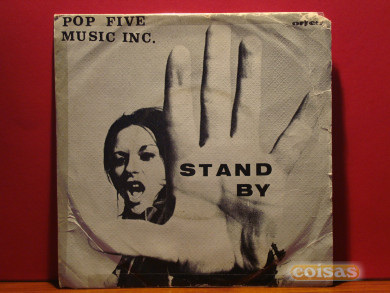 POP FIVE
MUSIC INC.
STAND
BY
coisas